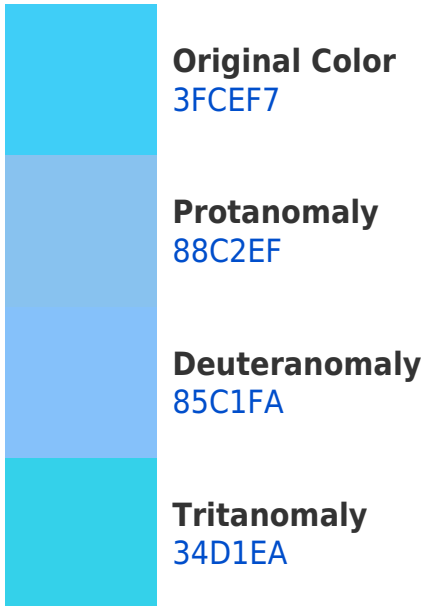 Original Color
3FCEF7
Protanomaly
88C2EF
Deuteranomaly
85C1FA
Tritanomaly
34D1EA